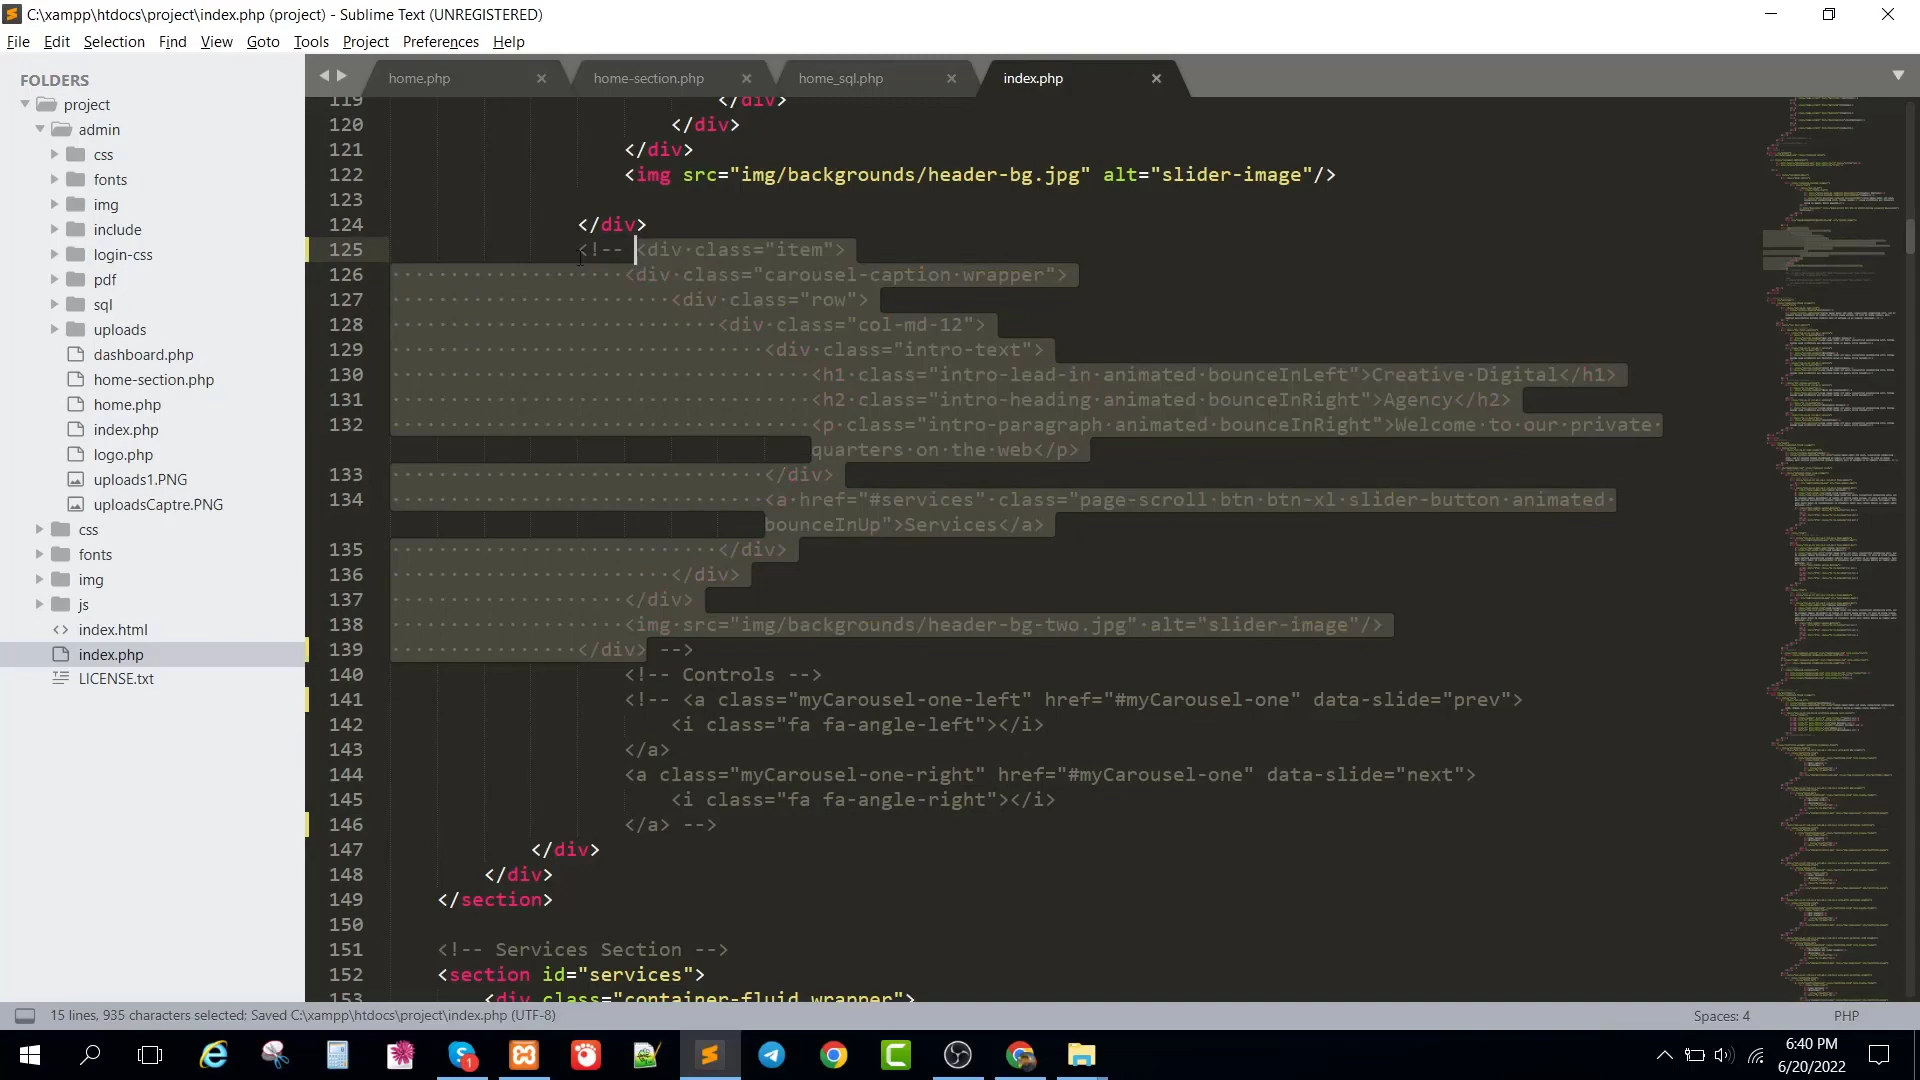 C:\xampp\htdocs\project\index.php (project) - Sublime Text (UNREGISTERED)
File Edit Selection Find View Goto Tools Project Preferences Help
FOLDERS
project
admin
css
fonts
img
include
login-css
pdf
sql
uploads
dashboard.php
home-section.php
home.php
index.php
logo.php
uploads1.PNG
uploadsCaptre.PNG
css
fonts
img
js
index.html
index.php
LICENSE.txt
home.php × home-section.php × home_sql.php × index.php ×
119 </div>
120 </div>
121 </div>
122 <img src="img/backgrounds/header-bg.jpg" alt="slider-image"/>
123
124 </div>
125 <!-- <div class="item">
126 <div class="carousel-caption wrapper">
127 <div class="row">
128 <div class="col-md-12">
129 <div class="intro-text">
130 <h1 class="intro-lead-in animated bounceInLeft">Creative Digital</h1>
131 <h2 class="intro-heading animated bounceInRight">Agency</h2>
132 <p class="intro-paragraph animated bounceInRight">Welcome to our private
quarters on the web</p>
133 </div>
134 <a href="#services" class="page-scroll btn btn-xl slider-button animated
bounceInUp">Services</a>
135 </div>
136 </div>
137 </div>
138 <img src="img/backgrounds/header-bg-two.jpg" alt="slider-image"/>
139 </div> -->
140 <!-- Controls -->
141 <!-- <a class="myCarousel-one-left" href="#myCarousel-one" data-slide="prev">
142 <i class="fa fa-angle-left"></i>
143 </a>
144 <a class="myCarousel-one-right" href="#myCarousel-one" data-slide="next">
145 <i class="fa fa-angle-right"></i>
146 </a> -->
147 </div>
148 </div>
149 </section>
150
151 <!-- Services Section -->
152 <section id="services">
153 <div class="container-fluid wrapper">
15 lines, 935 characters selected; Saved C:\xampp\htdocs\project\index.php (UTF-8) Spaces: 4 PHP
6:40 PM
6/20/2022